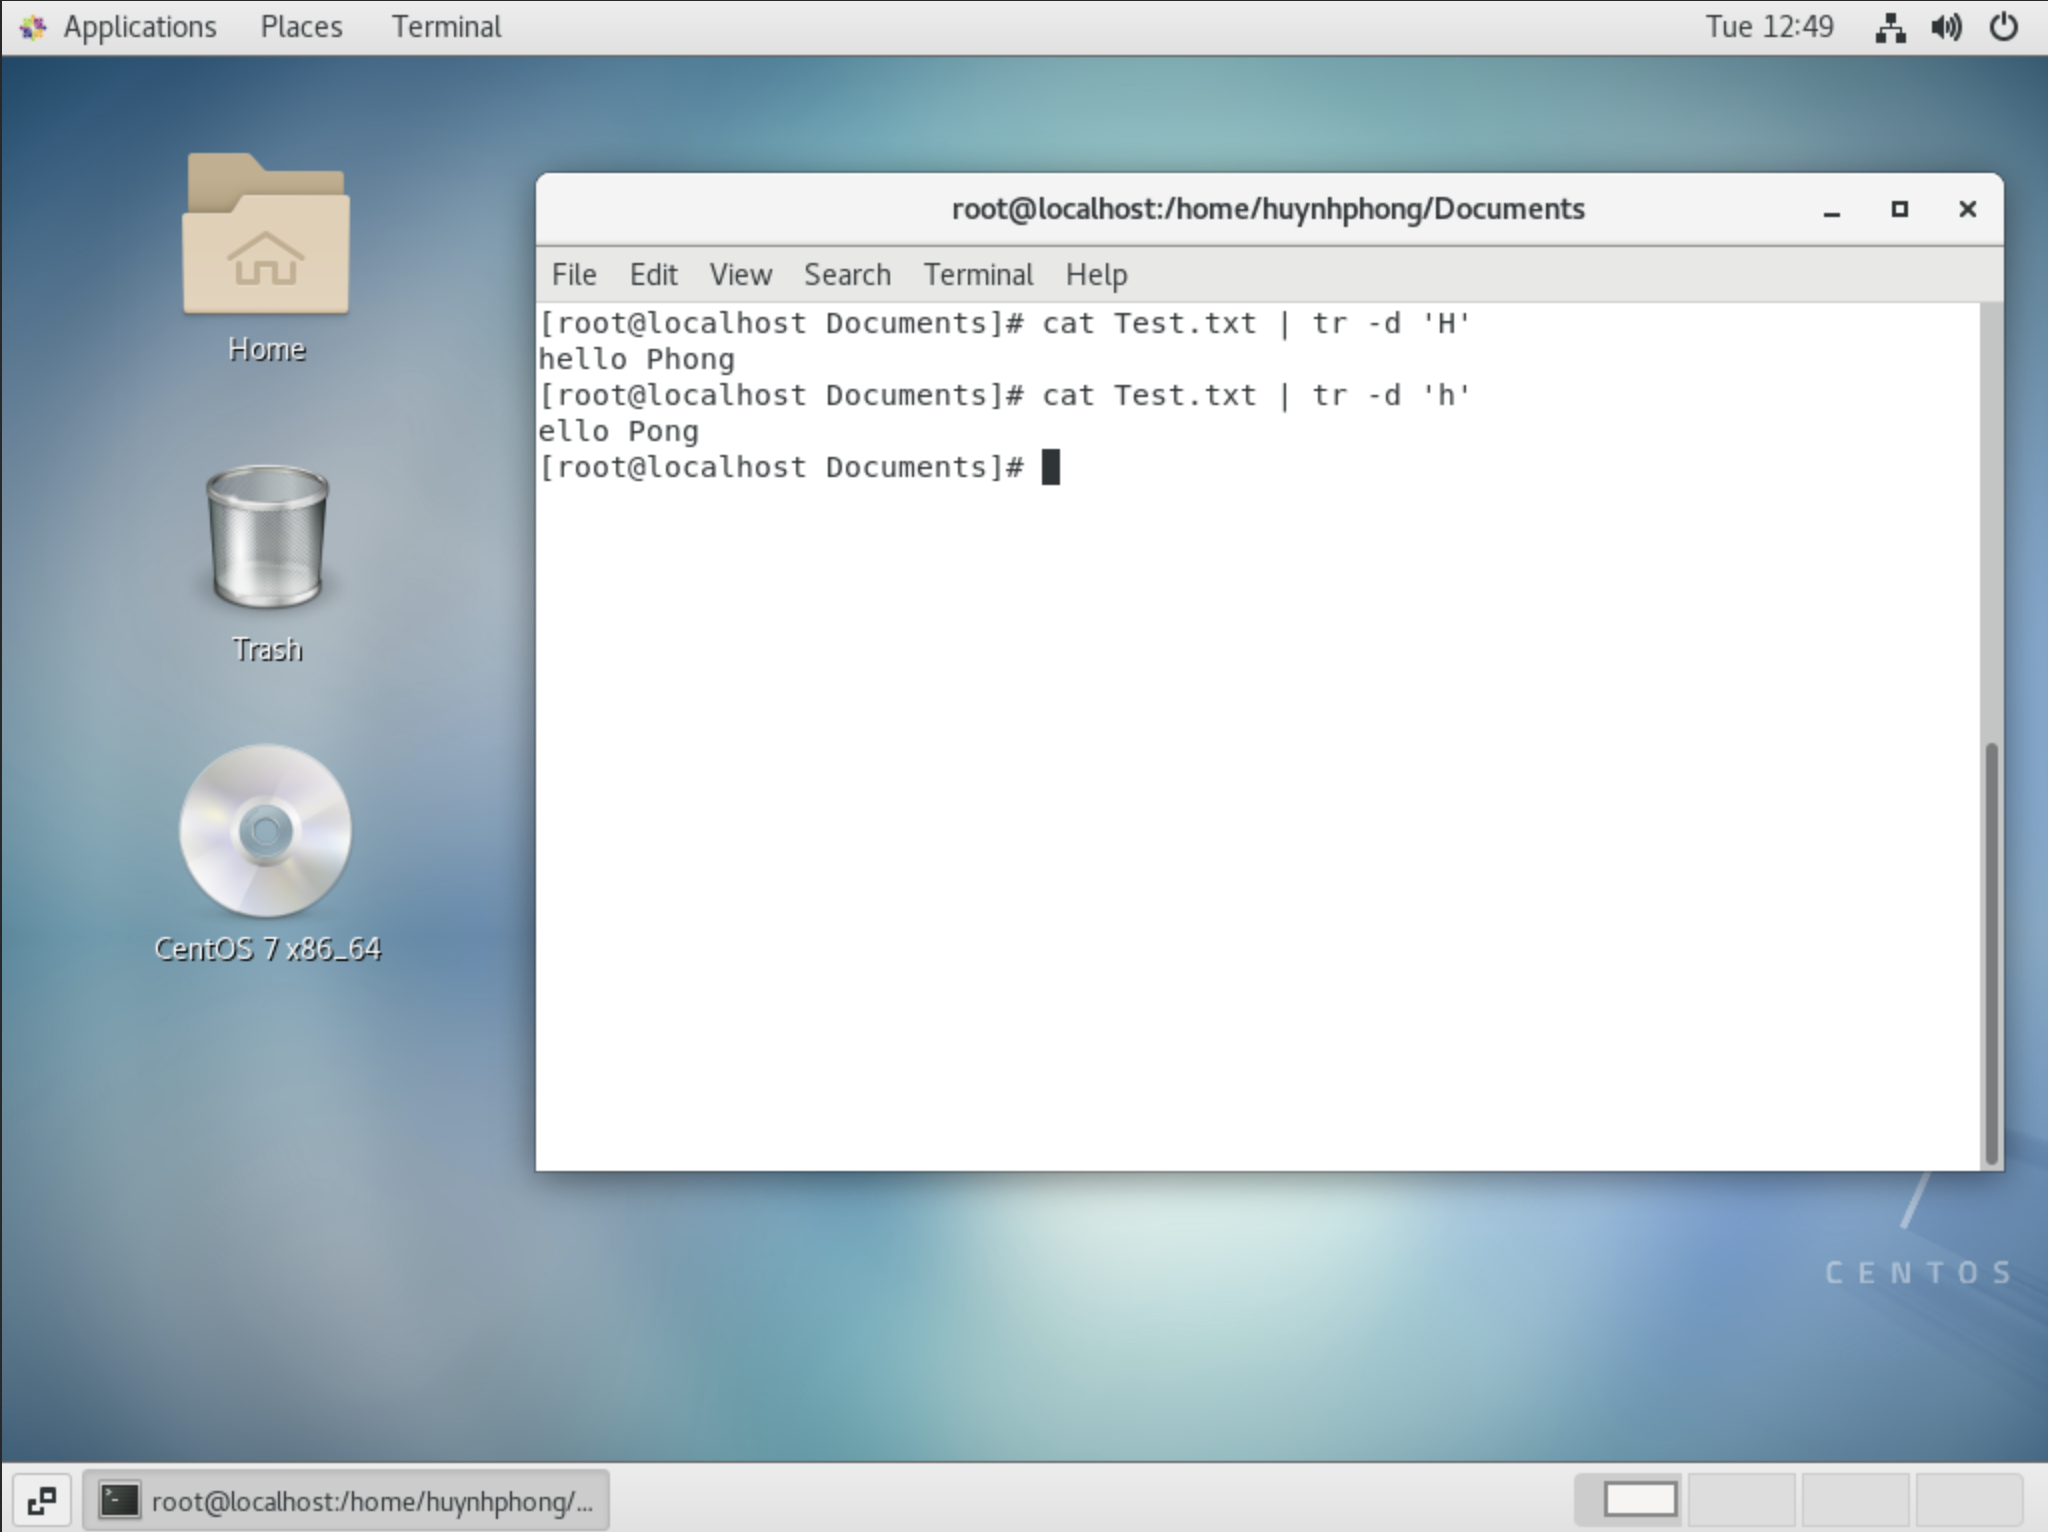 Applications Places Terminal Tue 12:49
Home
Trash
CentOS 7 x86_64
root@localhost:/home/huynhphong/Documents
File Edit View Search Terminal Help
[root@localhost Documents]# cat Test.txt | tr -d 'H'
hello Phong
[root@localhost Documents]# cat Test.txt | tr -d 'h'
ello Pong
[root@localhost Documents]#
CENTOS
root@localhost:/home/huynhphong/...